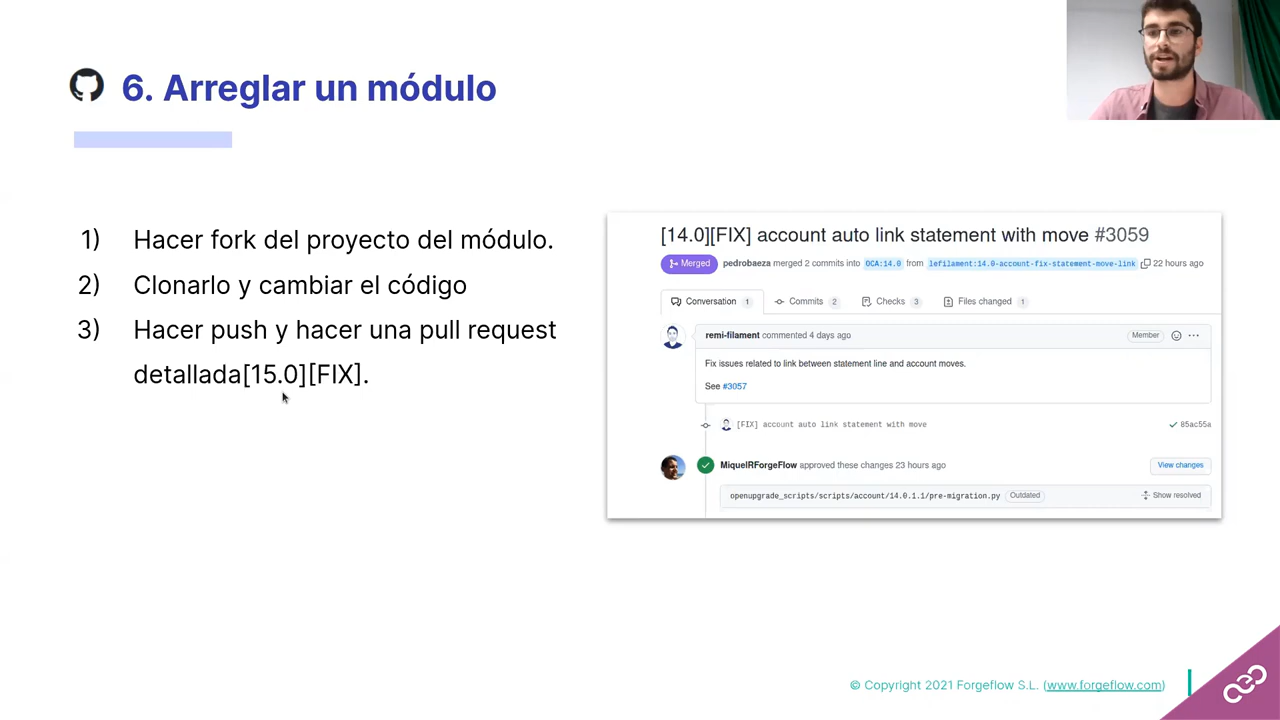 6. Arreglar un módulo
1) Hacer fork del proyecto del módulo.
2) Clonarlo y cambiar el código
3) Hacer push y hacer una pull request
detallada[15.0][FIX].
[14.0][FIX] account auto link statement with move #3059
Merged pedrobaeza merged 2 commits into OCA:14.0 from lefilament:14.0-account-fix-statement-move-link 22 hours ago
Conversation 1 Commits 2 Checks 3 Files changed 1
remi-filament commented 4 days ago Member
Fix issues related to link between statement line and account moves.
See #3057
[FIX] account auto link statement with move 85ac55a
MiquelRForgeFlow approved these changes 23 hours ago View changes
openupgrade_scripts/scripts/account/14.0.1.1/pre-migration.py Outdated Show resolved
© Copyright 2021 Forgeflow S.L. (www.forgeflow.com)